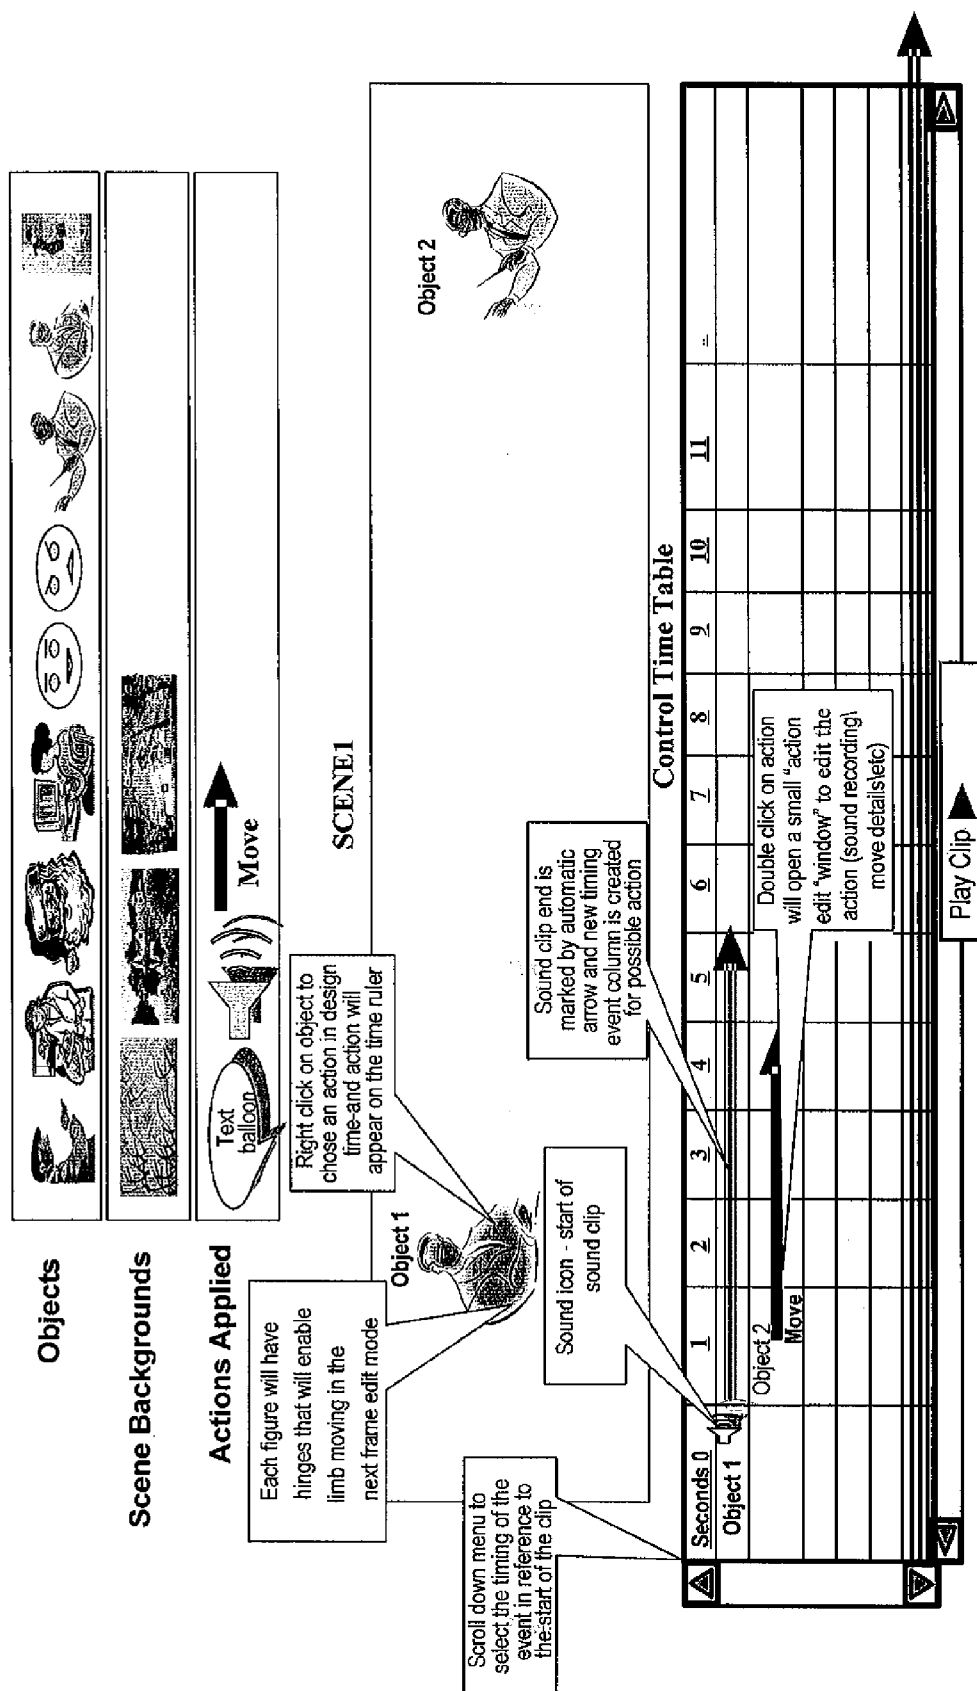 Objects
Scene Backgrounds
Actions Applied
Text
balloon
Move
SCENE1
Each figure will have
hinges that will enable
limb moving in the
next frame edit mode
Right click on object to
chose an action in design
time-and action will
appear on the time ruler
Object 1
Object 2
Scroll down menu to
select the timing of the
event in reference to
the start of the clip
Sound icon - start of
sound clip
Sound clip end is
marked by automatic
arrow and new timing
event column is created
for possible action
Control Time Table
Seconds 0 1 2 3 4 5 6 7 8 9 10 11 ..
Object 1
Object 2
Move
Double click on action
will open a small "action
edit "window" to edit the
action (sound recording\
move details\etc)
Play Clip